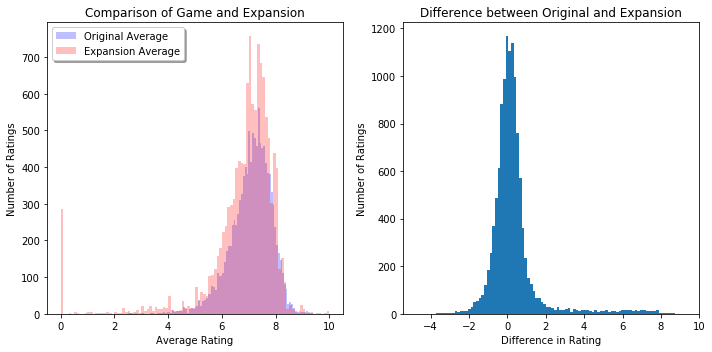 Comparison of Game and Expansion
Original Average
Expansion Average
700
600
500
400
300
200
100
0
Number of Ratings
0 2 4 6 8 10
Average Rating
Difference between Original and Expansion
1200
1000
800
600
400
200
0
Number of Ratings
−4 −2 0 2 4 6 8 10
Difference in Rating